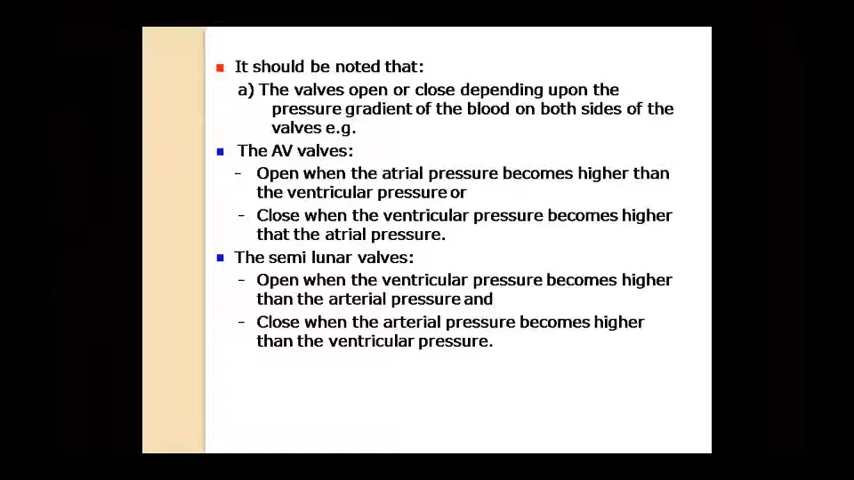 It should be noted that:
a) The valves open or close depending upon the
pressure gradient of the blood on both sides of the
valves e.g.
The AV valves:
- Open when the atrial pressure becomes higher than
the ventricular pressure or
- Close when the ventricular pressure becomes higher
that the atrial pressure.
The semi lunar valves:
- Open when the ventricular pressure becomes higher
than the arterial pressure and
- Close when the arterial pressure becomes higher
than the ventricular pressure.